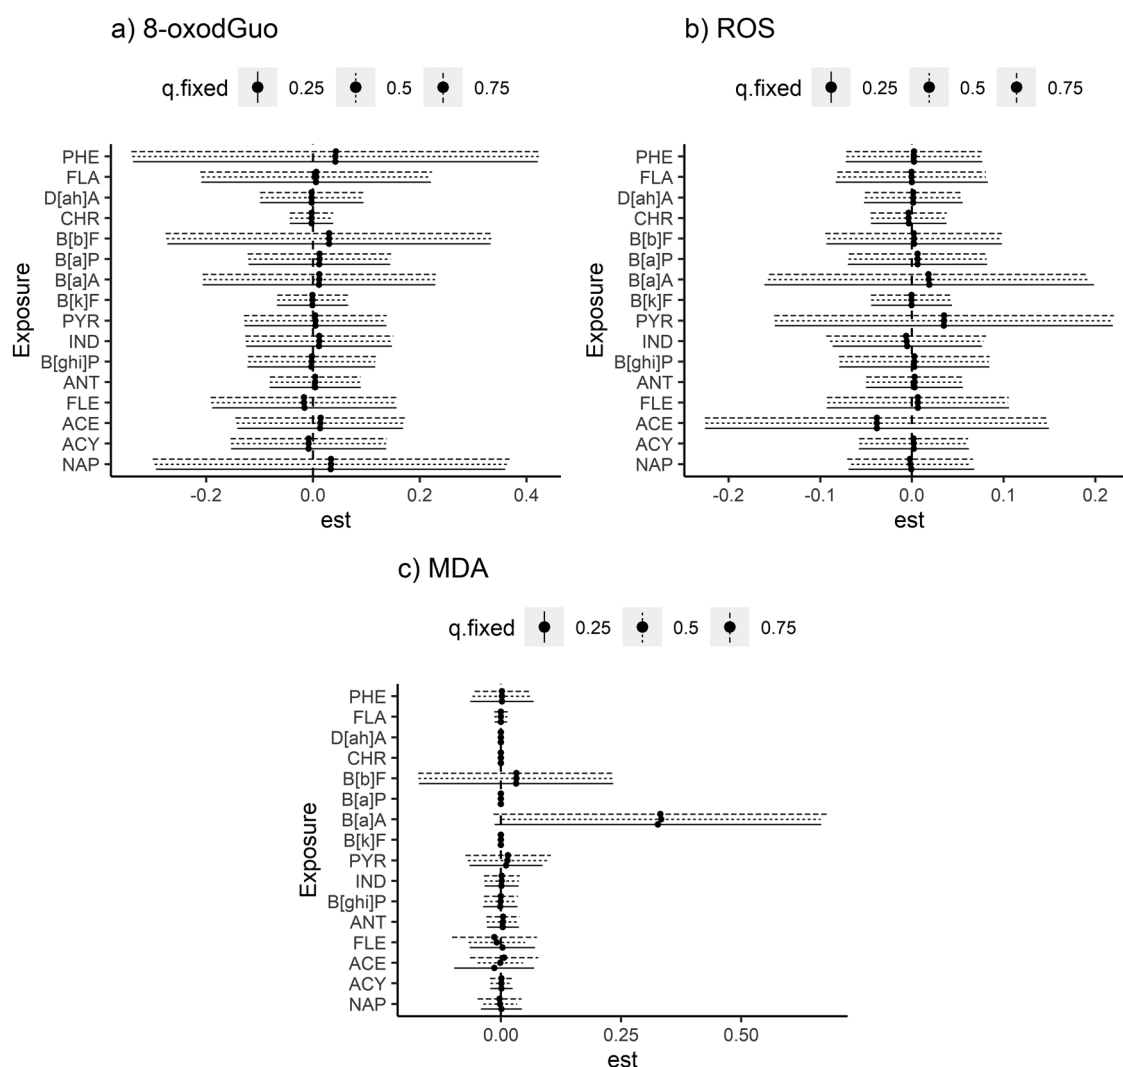 a) 8-oxodGuo
q.fixed 0.25 0.5 0.75
Exposure
PHE
FLA
D[ah]A
CHR
B[b]F
B[a]P
B[a]A
B[k]F
PYR
IND
B[ghi]P
ANT
FLE
ACE
ACY
NAP
-0.2 0.0 0.2 0.4
est
b) ROS
q.fixed 0.25 0.5 0.75
Exposure
PHE
FLA
D[ah]A
CHR
B[b]F
B[a]P
B[a]A
B[k]F
PYR
IND
B[ghi]P
ANT
FLE
ACE
ACY
NAP
-0.2 -0.1 0.0 0.1 0.2
est
c) MDA
q.fixed 0.25 0.5 0.75
Exposure
PHE
FLA
D[ah]A
CHR
B[b]F
B[a]P
B[a]A
B[k]F
PYR
IND
B[ghi]P
ANT
FLE
ACE
ACY
NAP
0.00 0.25 0.50
est